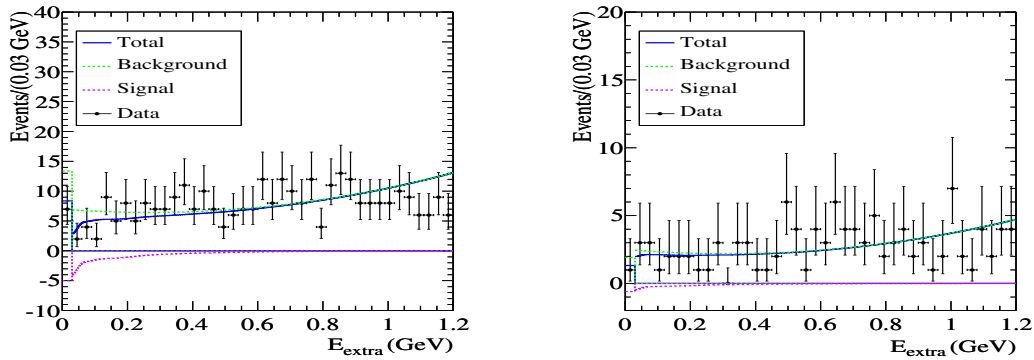 Events/(0.03 GeV)
40
35
30
25
20
15
10
5
0
-5
-10
Total
Background
Signal
Data
0
0.2
0.4
0.6
0.8
1
1.2
E_extra (GeV)
Events/(0.03 GeV)
20
15
10
5
0
Total
Background
Signal
Data
0
0.2
0.4
0.6
0.8
1
1.2
E_extra (GeV)